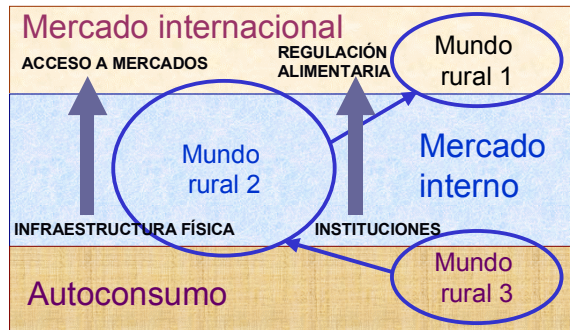 Mercado internacional
ACCESO A MERCADOS
REGULACIÓN
ALIMENTARIA
Mundo
rural 1
Mundo
rural 2
Mercado
interno
INFRAESTRUCTURA FÍSICA
INSTITUCIONES
Autoconsumo
Mundo
rural 3